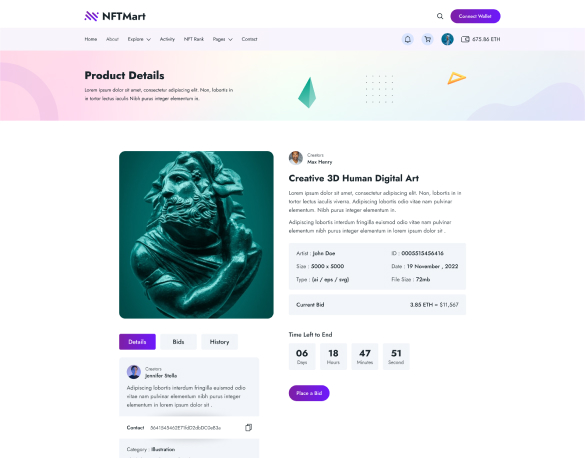 NFTMart
Connect Wallet
Home About Explore Activity NFT Rank Pages Contact
675.86 ETH
Product Details
Lorem ipsum dolor sit amet, consectetur adipiscing elit. Non, lobortis in
in tortor lectus iaculis Nibh purus integer elementum in.
Creators
Max Henry
Creative 3D Human Digital Art
Lorem ipsum dolor sit amet, consectetur adipiscing elit. Non, lobortis in in
tortor lectus iaculis viverra. Adipiscing lobortis odio vitae nam pulvinar
elementum. Nibh purus integer elementum in.
Adipiscing lobortis interdum fringilla euismod odio vitae nam pulvinar
elementum nibh purus integer elementum in lorem ipsum dolor sit .
Artist : John Doe
ID : 0005515456416
Size : 5000 x 5000
Date : 19 November , 2022
Type : (ai / eps / svg)
File Size : 72mb
Current Bid
3.85 ETH = $11,567
Time Left to End
06 18 47 51
Days Hours Minutes Second
Place a Bid
Details Bids History
Creators
Jennifer Stella
Adipiscing lobortis interdum fringilla euismod odio
vitae nam pulvinar elementum nibh purus integer
elementum in lorem ipsum dolor sit .
Contact
Category : Illustration